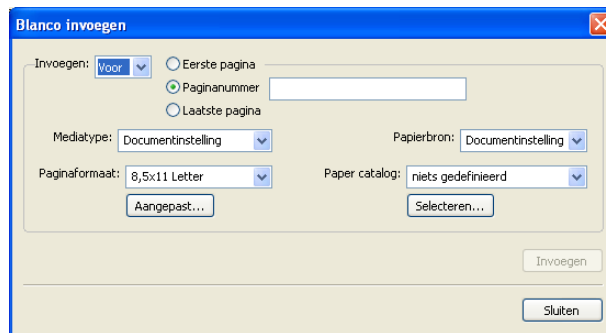 Blanco invoegen
Invoegen: Voor Eerste pagina
Paginanummer
Laatste pagina
Mediatype: Documentinstelling Papierbron: Documentinstelling
Paginaformaat: 8,5x11 Letter Paper catalog: niets gedefinieerd
Aangepast... Selecteren...
Invoegen
Sluiten